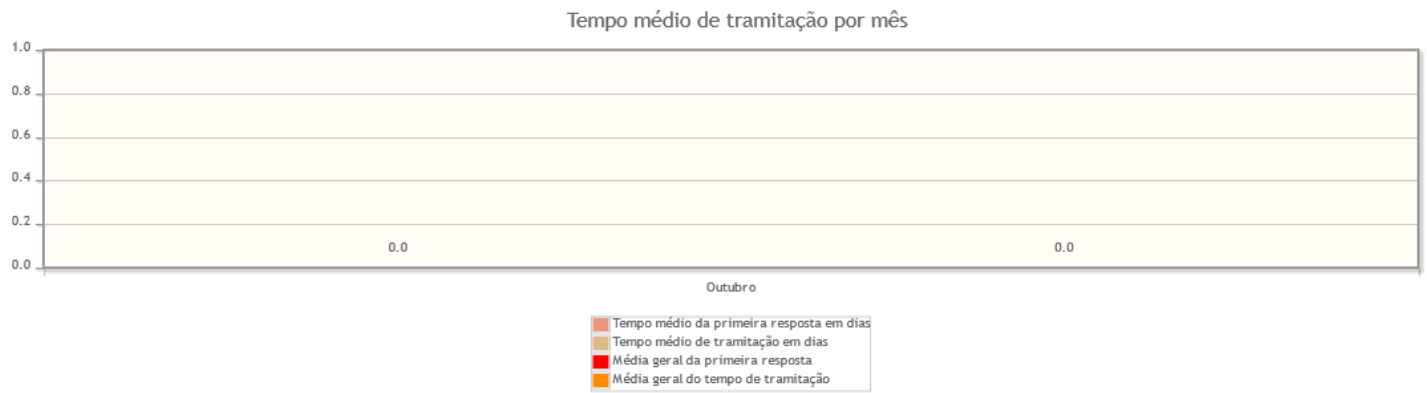 Tempo médio de tramitação por mês
1.0
0.8
0.6
0.4
0.2
0.0
0.0
0.0
Outubro
Tempo médio da primeira resposta em dias
Tempo médio de tramitação em dias
Média geral da primeira resposta
Média geral do tempo de tramitação